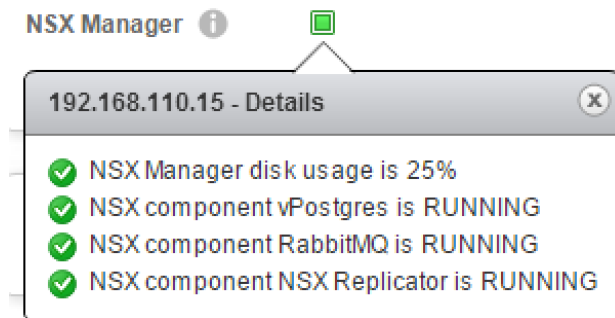 NSX Manager i
192.168.110.15 - Details x
NSX Manager disk usage is 25%
NSX component vPostgres is RUNNING
NSX component RabbitMQ is RUNNING
NSX component NSX Replicator is RUNNING